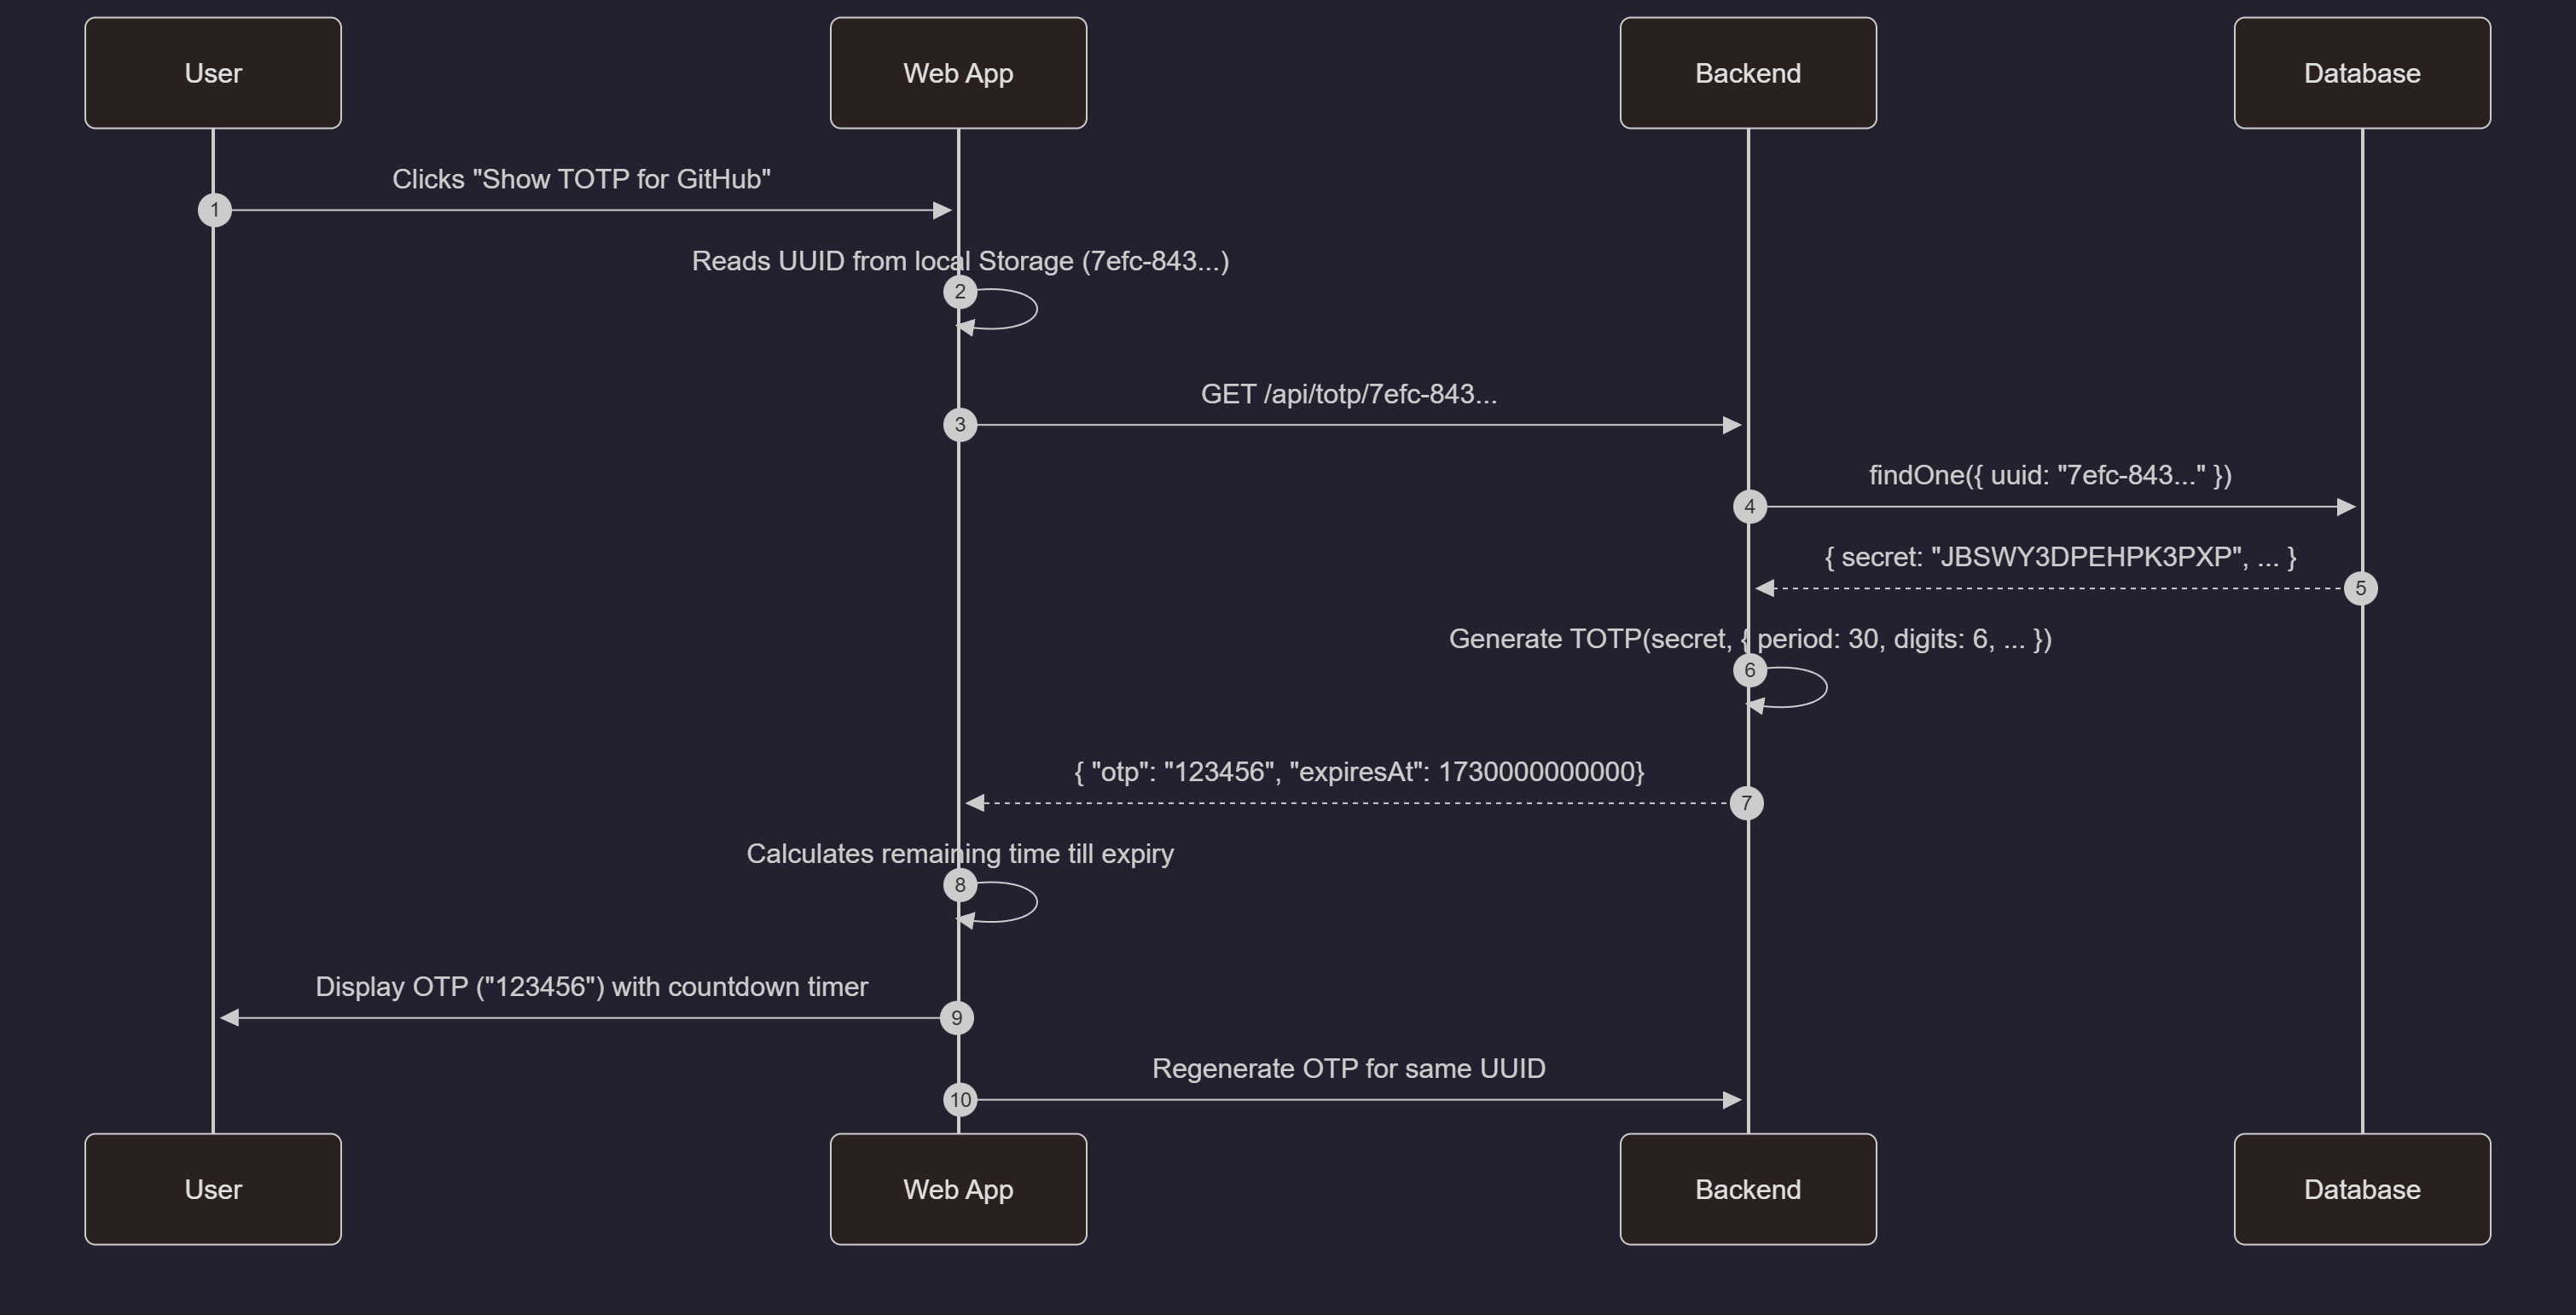 User
Web App
Backend
Database
Clicks "Show TOTP for GitHub"
1
Reads UUID from local Storage (7efc-843...)
2
GET /api/totp/7efc-843...
3
findOne({ uuid: "7efc-843..." })
4
{ secret: "JBSWY3DPEHPK3PXP", ... }
5
Generate TOTP(secret, { period: 30, digits: 6, ... })
6
{ "otp": "123456", "expiresAt": 1730000000000}
7
Calculates remaining time till expiry
8
Display OTP ("123456") with countdown timer
9
Regenerate OTP for same UUID
10
User
Web App
Backend
Database